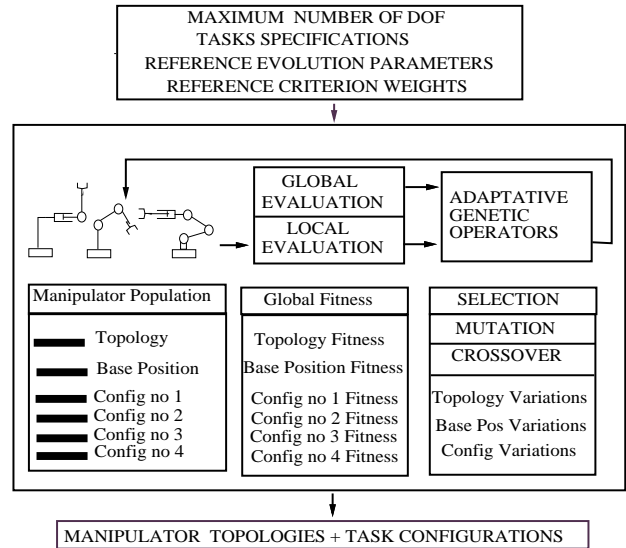 MAXIMUM NUMBER OF DOF
TASKS SPECIFICATIONS
REFERENCE EVOLUTION PARAMETERS
REFERENCE CRITERION WEIGHTS
GLOBAL
EVALUATION
LOCAL
EVALUATION
ADAPTATIVE
GENETIC
OPERATORS
Manipulator Population
Topology
Base Position
Config no 1
Config no 2
Config no 3
Config no 4
Global Fitness
Topology Fitness
Base Position Fitness
Config no 1 Fitness
Config no 2 Fitness
Config no 3 Fitness
Config no 4 Fitness
SELECTION
MUTATION
CROSSOVER
Topology Variations
Base Pos Variations
Config Variations
MANIPULATOR TOPOLOGIES + TASK CONFIGURATIONS